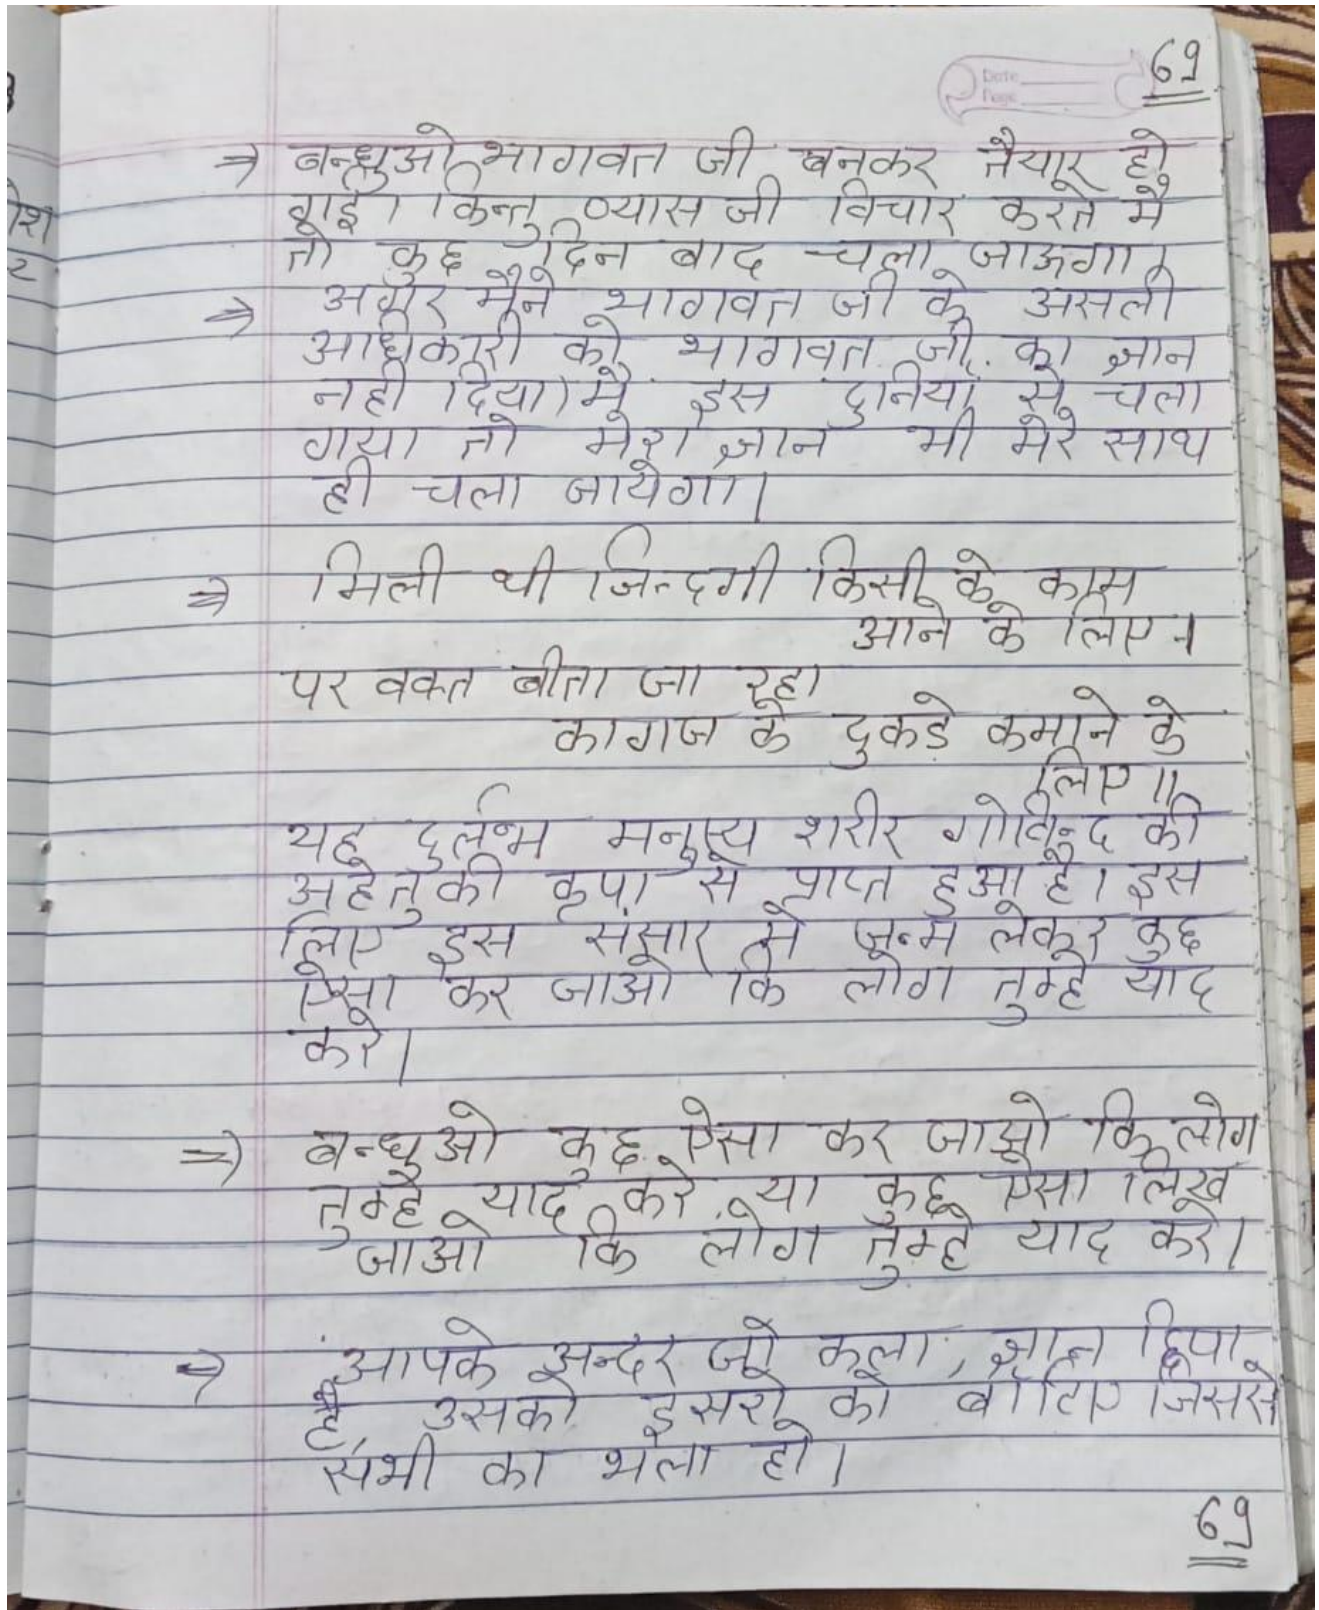 69
Date
Page
⇒ बन्धुओ भागवत जी बनकर तैयार हो
गई। किन्तु व्यास जी विचार करते मै
तो कुछ दिन बाद चला जाऊगा।
⇒ अगर मैने भागवत जी के असली
अधिकारी को भागवत जी का ज्ञान
नही दिया। मै इस दुनिया से चला
गया तो मेरा ज्ञान भी मेरे साथ
ही चला जायेगा।
⇒ मिली थी जिन्दगी किसी के काम
आने के लिए।
पर वक्त बीता जा रहा
कागज के टुकडे कमाने के
लिए॥
यह दुर्लभ मनुष्य शरीर गोविन्द की
अहेतुकी कृपा से प्राप्त हुआ है। इस
लिए इस संसार मे जन्म लेकर कुछ
ऐसा कर जाओ कि लोग तुम्हे याद
करे।
⇒ बन्धुओ कुछ ऐसा कर जाओ कि लोग
तुम्हे याद करे या कुछ ऐसा लिख
जाओ कि लोग तुम्हे याद करे।
⇒ आपके अन्दर जो कला, ज्ञान छिपा
है, उसको दुसरो को बाँटिए जिससे
सभी का भला हो।
69